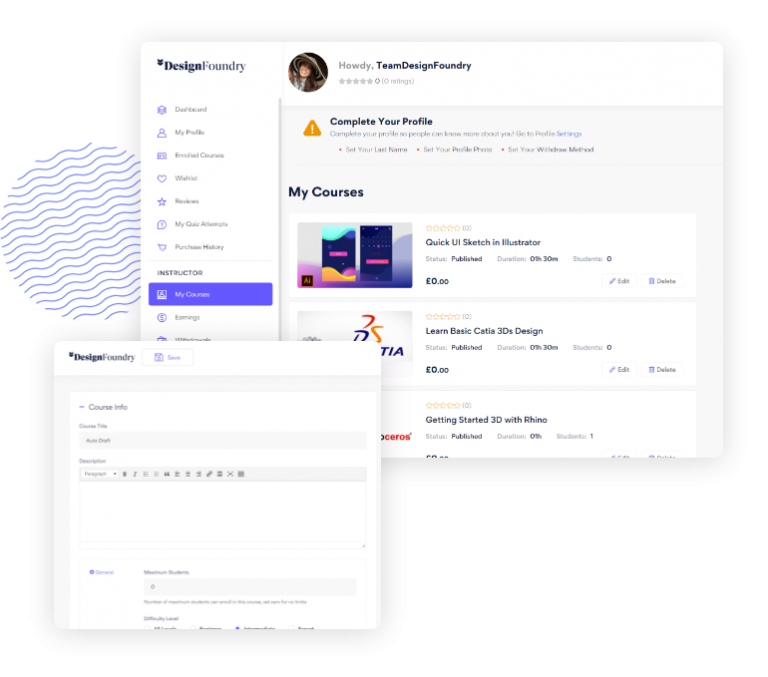 DesignFoundry
Howdy, TeamDesignFoundry
0 (0 ratings)
Dashboard
My Profile
Enrolled Courses
Wishlist
Reviews
My Quiz Attempts
Purchase History
INSTRUCTOR
My Courses
Earnings
Withdrawals
Complete Your Profile
Complete your profile so people can know more about you! Go to Profile Settings
Set Your Last Name • Set Your Profile Photo • Set Your Withdraw Method
My Courses
Ai
(0)
Quick UI Sketch in Illustrator
Status: Published Duration: 01h 30m Students: 0
£0.00
Edit Delete
(0)
Learn Basic Catia 3Ds Design
Status: Published Duration: 01h 30m Students: 0
£0.00
Edit Delete
TIA
(0)
Getting Started 3D with Rhino
Status: Published Duration: 01h Students: 1
£0.00
Edit Delete
oceros
DesignFoundry Save
Course Info
Course Title
Auto Draft
Description
Paragraph B I
General
Maximum Students
0
Number of maximum students can enroll in this course, set zero for no limits
Difficulty Level
All Levels Beginner Intermediate Expert